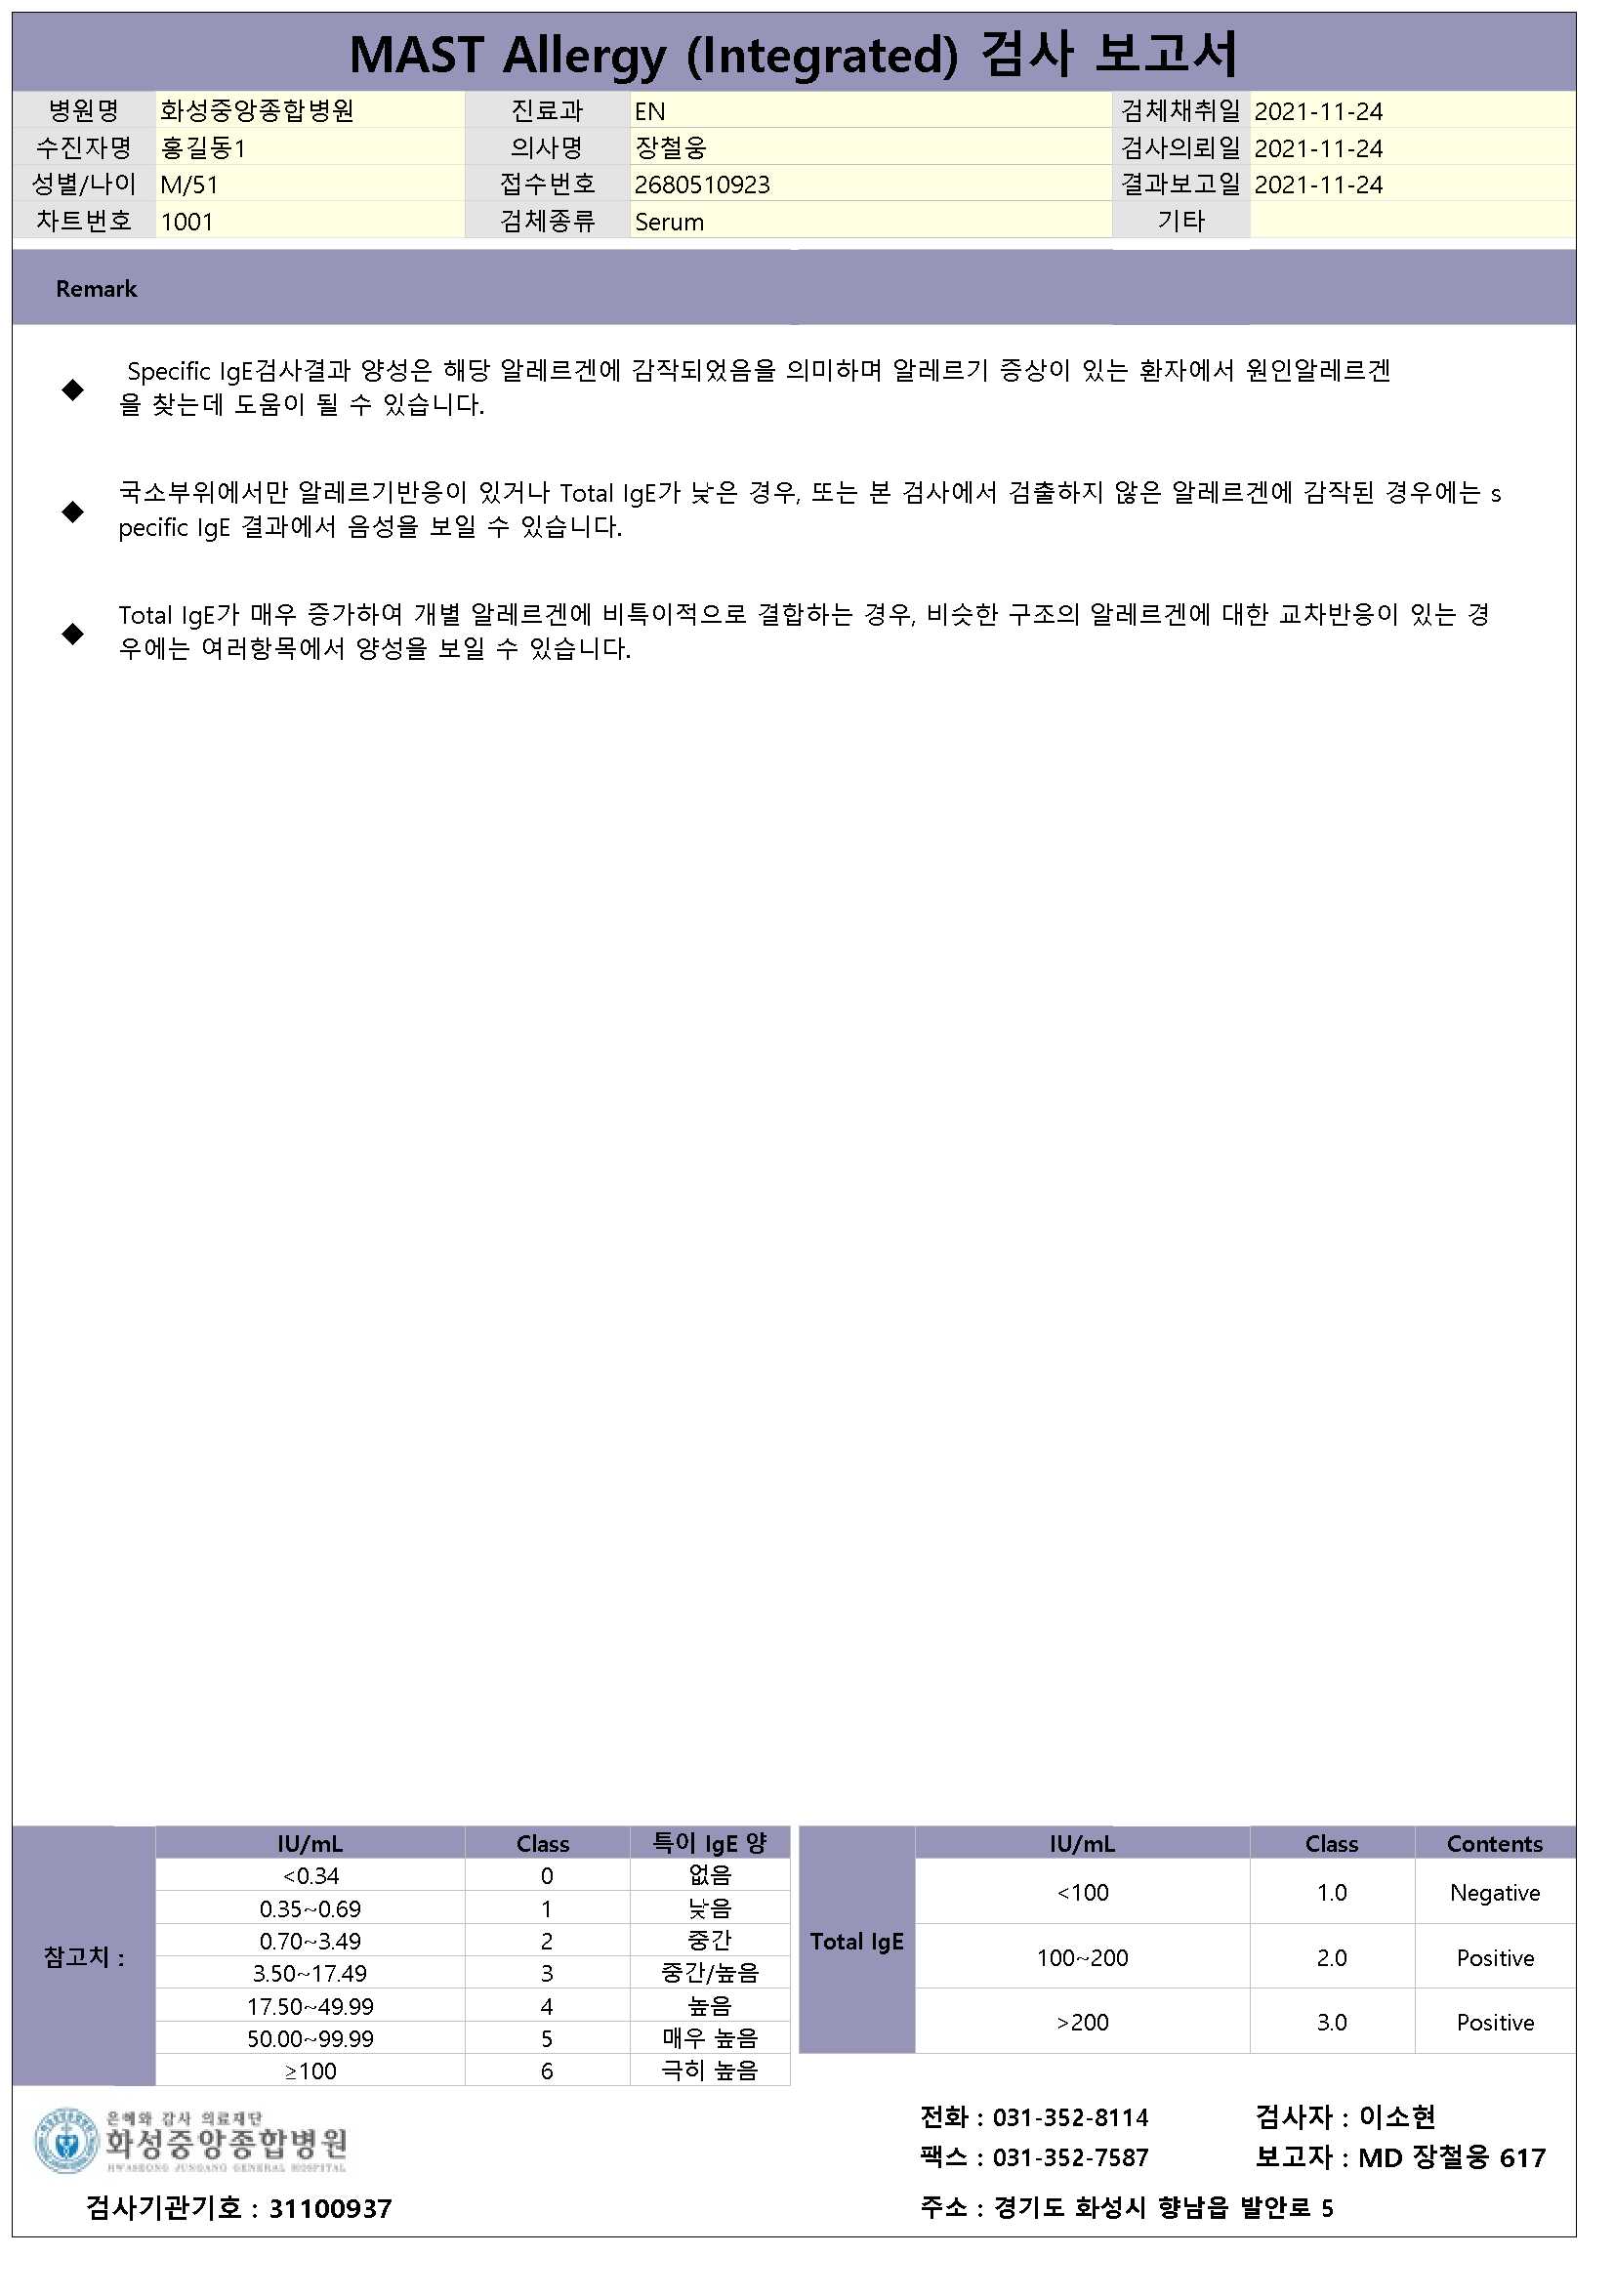 MAST Allergy (Integrated) 검사 보고서
병원명 화성중앙종합병원 진료과 EN 검체채취일 2021-11-24
수진자명 홍길동1 의사명 장철웅 검사의뢰일 2021-11-24
성별/나이 M/51 접수번호 2680510923 결과보고일 2021-11-24
차트번호 1001 검체종류 Serum 기타
Remark
◆ Specific IgE검사결과 양성은 해당 알레르겐에 감작되었음을 의미하며 알레르기 증상이 있는 환자에서 원인알레르겐
을 찾는데 도움이 될 수 있습니다.
◆ 국소부위에서만 알레르기반응이 있거나 Total IgE가 낮은 경우, 또는 본 검사에서 검출하지 않은 알레르겐에 감작된 경우에는 s
pecific IgE 결과에서 음성을 보일 수 있습니다.
◆ Total IgE가 매우 증가하여 개별 알레르겐에 비특이적으로 결합하는 경우, 비슷한 구조의 알레르겐에 대한 교차반응이 있는 경
우에는 여러항목에서 양성을 보일 수 있습니다.
참고치 :
IU/mL Class 특이 IgE 양
<0.34 0 없음
0.35~0.69 1 낮음
0.70~3.49 2 중간
3.50~17.49 3 중간/높음
17.50~49.99 4 높음
50.00~99.99 5 매우 높음
≥100 6 극히 높음
Total IgE
IU/mL Class Contents
<100 1.0 Negative
100~200 2.0 Positive
>200 3.0 Positive
은혜와 감사 의료재단
화성중앙종합병원
HWASEONG JUNGANG GENERAL HOSPITAL
검사기관기호 : 31100937
전화 : 031-352-8114 검사자 : 이소현
팩스 : 031-352-7587 보고자 : MD 장철웅 617
주소 : 경기도 화성시 향남읍 발안로 5